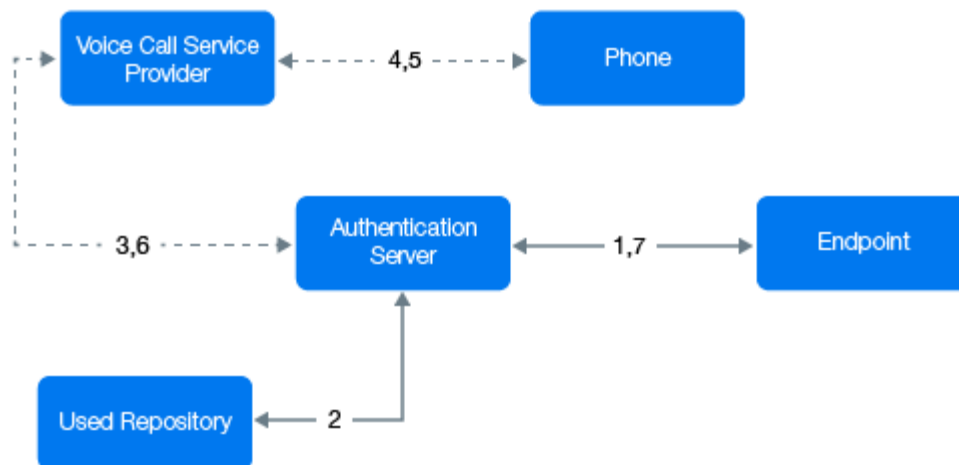 Voice Call Service
Provider
4,5
Phone
3,6
Authentication
Server
1,7
Endpoint
Used Repository
2